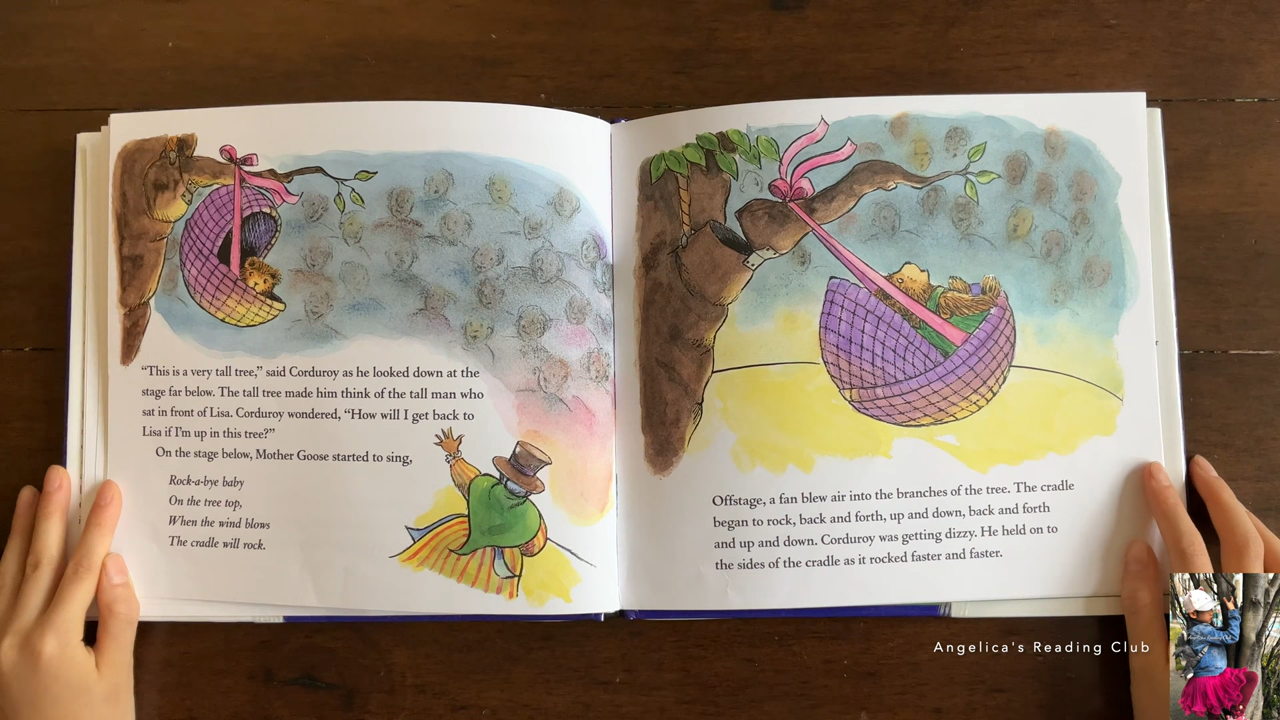 “This is a very tall tree,” said Corduroy as he looked down at the
stage far below. The tall tree made him think of the tall man who
sat in front of Lisa. Corduroy wondered, “How will I get back to
Lisa if I’m up in this tree?”
On the stage below, Mother Goose started to sing,
Rock-a-bye baby
On the tree top,
When the wind blows
The cradle will rock.
Offstage, a fan blew air into the branches of the tree. The cradle
began to rock, back and forth, up and down, back and forth
and up and down. Corduroy was getting dizzy. He held on to
the sides of the cradle as it rocked faster and faster.
Angelica's Reading Club